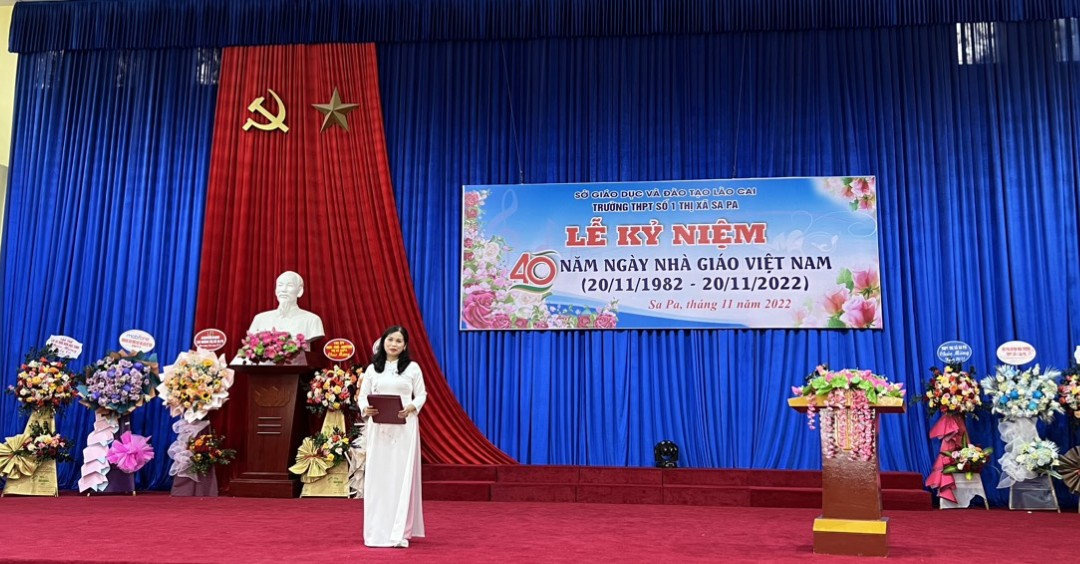 SỞ GIÁO DỤC VÀ ĐÀO TẠO LÀO CAI
TRƯỜNG THPT SỐ 1 THỊ XÃ SA PA
LỄ KỶ NIỆM
40 NĂM NGÀY NHÀ GIÁO VIỆT NAM
(20/11/1982 - 20/11/2022)
Sa Pa, tháng 11 năm 2022